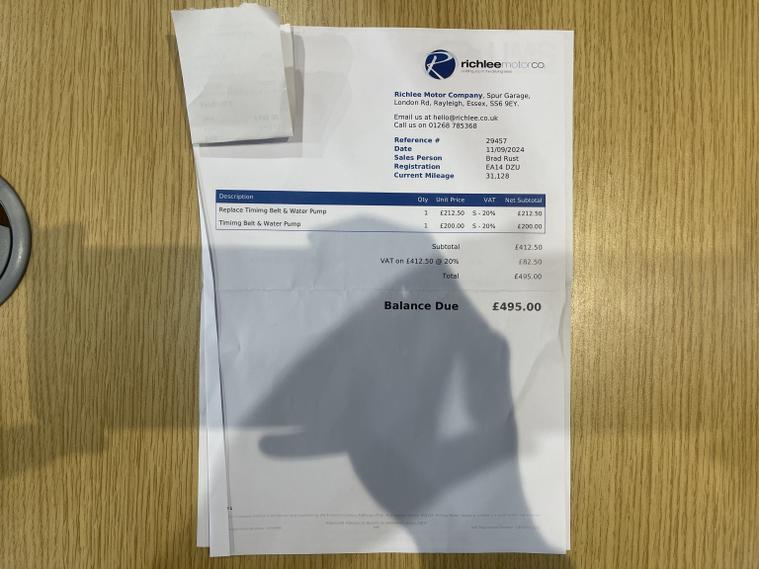 richleemotorco.
Richlee Motor Company, Spur Garage,
London Rd, Rayleigh, Essex, SS6 9EY.
Email us at hello@richlee.co.uk
Call us on 01268 785368
Reference # 29457
Date 11/09/2024
Sales Person Brad Rust
Registration EA14 DZU
Current Mileage 31,128
Description Qty Unit Price VAT Net Subtotal
Replace Timimg Belt & Water Pump 1 £212.50 S - 20% £212.50
Timimg Belt & Water Pump 1 £200.00 S - 20% £200.00
Subtotal £412.50
VAT on £412.50 @ 20% £82.50
Total £495.00
Balance Due £495.00